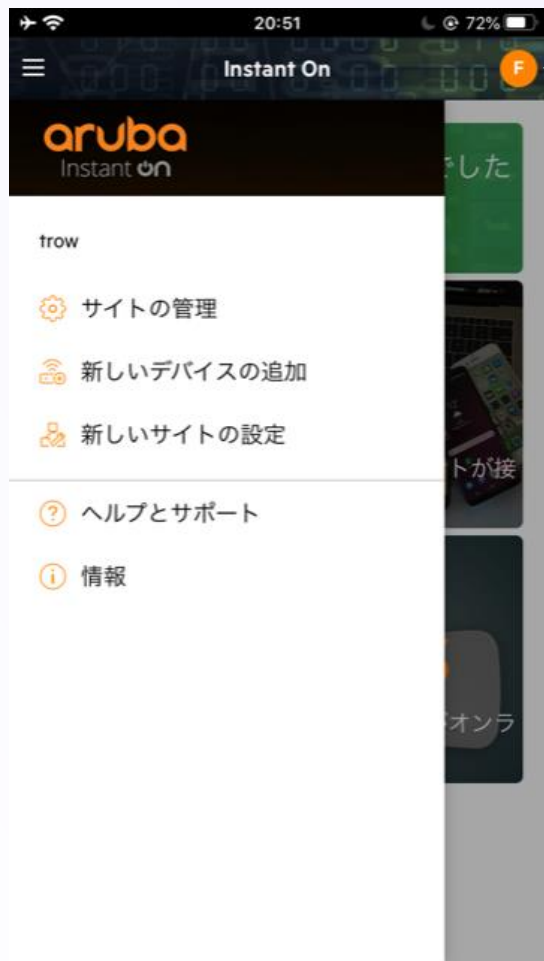 20:51
72%
Instant On
F
aruba
Instant on
でした
trow
サイトの管理
新しいデバイスの追加
新しいサイトの設定
トが接
ヘルプとサポート
情報
オンラ